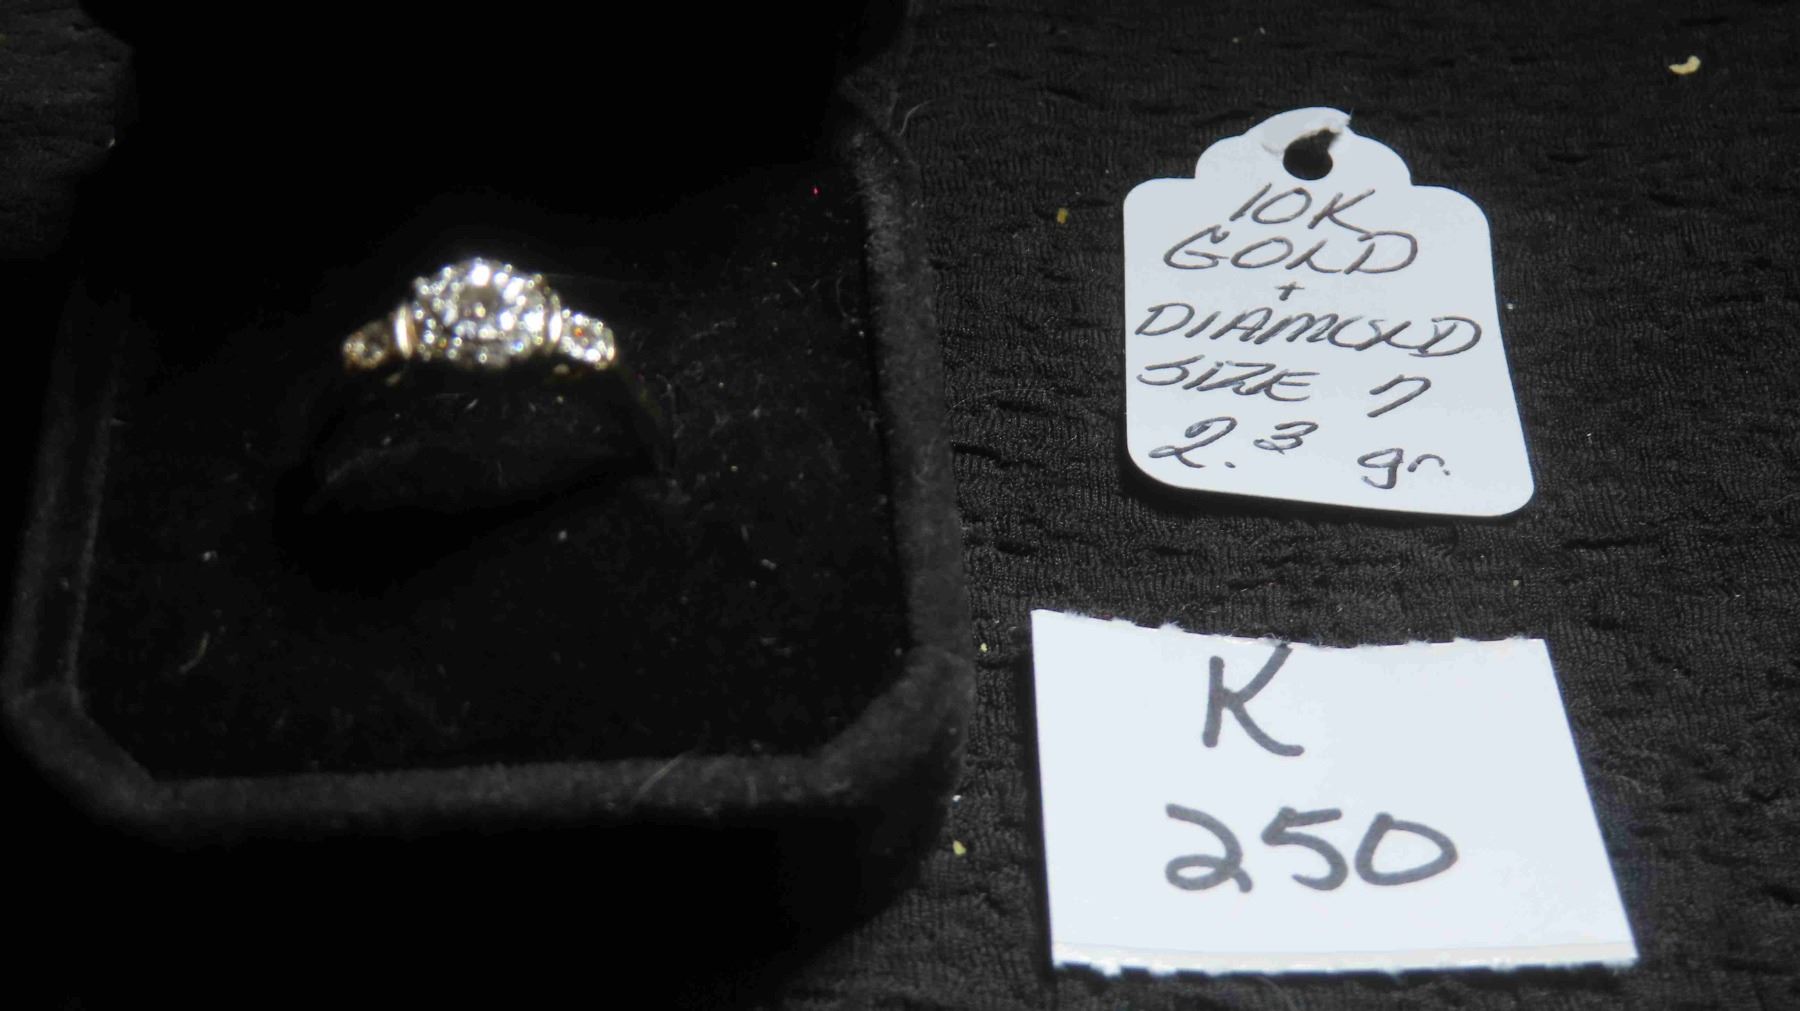 10K
GOLD
+
DIAMOND
SIZE 7
2.3 gr.
K
250